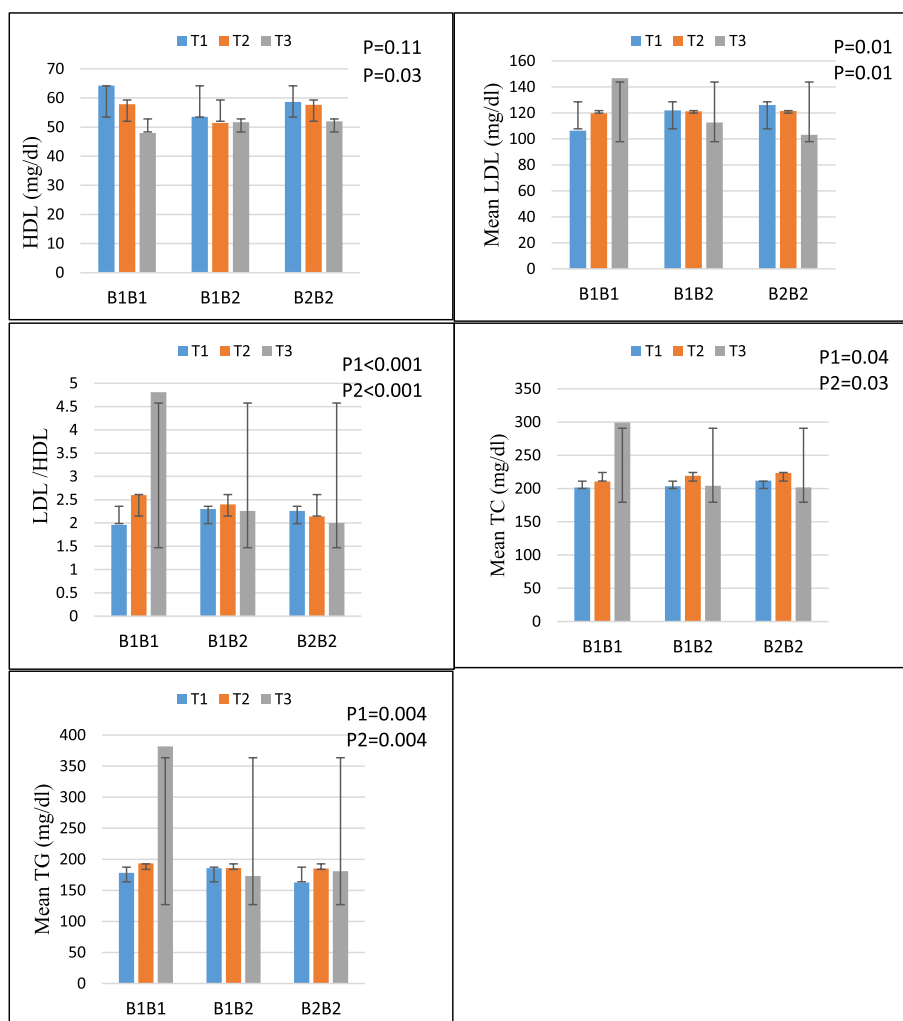 T1 T2 T3
P=0.11
P=0.03
HDL (mg/dl)
70
60
50
40
30
20
10
0
B1B1 B1B2 B2B2
T1 T2 T3
P=0.01
P=0.01
Mean LDL (mg/dl)
160
140
120
100
80
60
40
20
0
B1B1 B1B2 B2B2
T1 T2 T3
P1<0.001
P2<0.001
LDL /HDL
5
4.5
4
3.5
3
2.5
2
1.5
1
0.5
0
B1B1 B1B2 B2B2
T1 T2 T3
P1=0.04
P2=0.03
Mean TC (mg/dl)
350
300
250
200
150
100
50
0
B1B1 B1B2 B2B2
T1 T2 T3
P1=0.004
P2=0.004
Mean TG (mg/dl)
400
350
300
250
200
150
100
50
0
B1B1 B1B2 B2B2